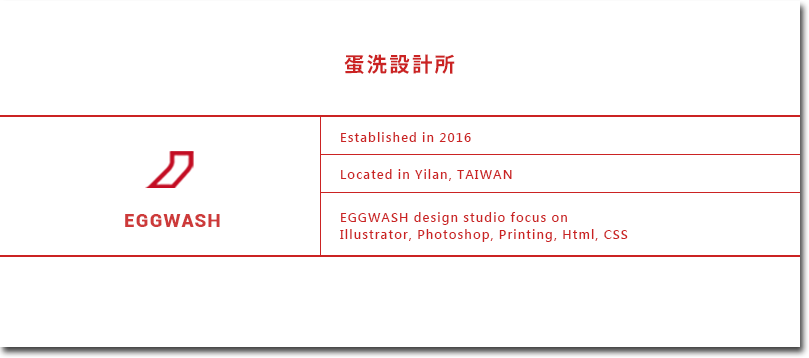 蛋洗設計所
Established in 2016
Located in Yilan, TAIWAN
EGGWASH
EGGWASH design studio focus on
Illustrator, Photoshop, Printing, Html, CSS